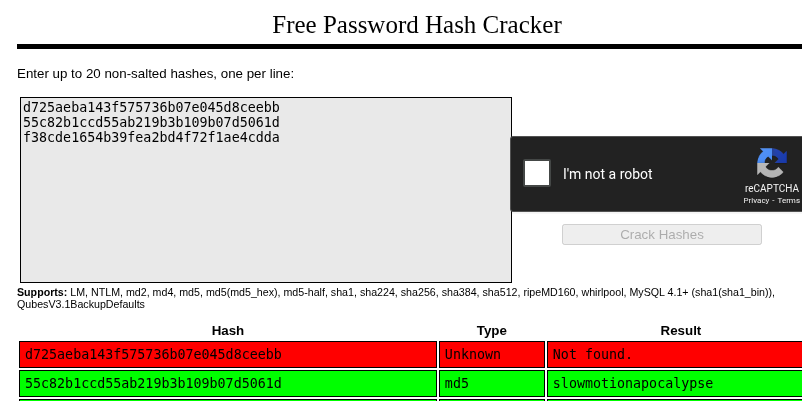 Free Password Hash Cracker
Enter up to 20 non-salted hashes, one per line:
d725aeba143f575736b07e045d8ceebb
55c82b1ccd55ab219b3b109b07d5061d
f38cde1654b39fea2bd4f72f1ae4cdda
I'm not a robot
reCAPTCHA
Privacy - Terms
Crack Hashes
Supports: LM, NTLM, md2, md4, md5, md5(md5_hex), md5-half, sha1, sha224, sha256, sha384, sha512, ripeMD160, whirlpool, MySQL 4.1+ (sha1(sha1_bin)),
QubesV3.1BackupDefaults
Hash Type Result
d725aeba143f575736b07e045d8ceebb Unknown Not found.
55c82b1ccd55ab219b3b109b07d5061d md5 slowmotionapocalypse